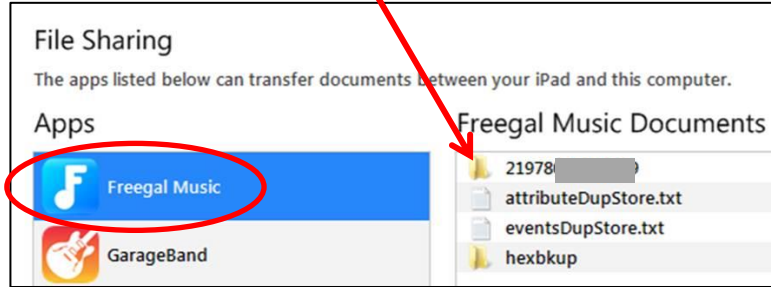 File Sharing
The apps listed below can transfer documents between your iPad and this computer.
Apps
Freegal Music
GarageBand
Freegal Music Documents
21978
attributeDupStore.txt
eventsDupStore.txt
hexbkup